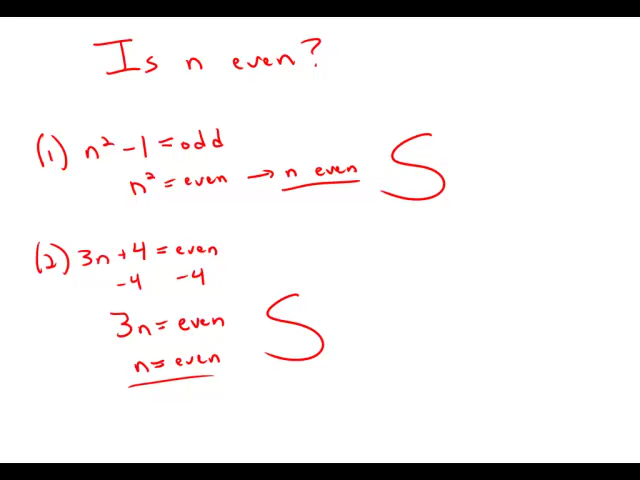 Is n even?
(1) n² - 1 = odd
n² = even → n even S
(2) 3n + 4 = even
-4 -4
3n = even S
n = even